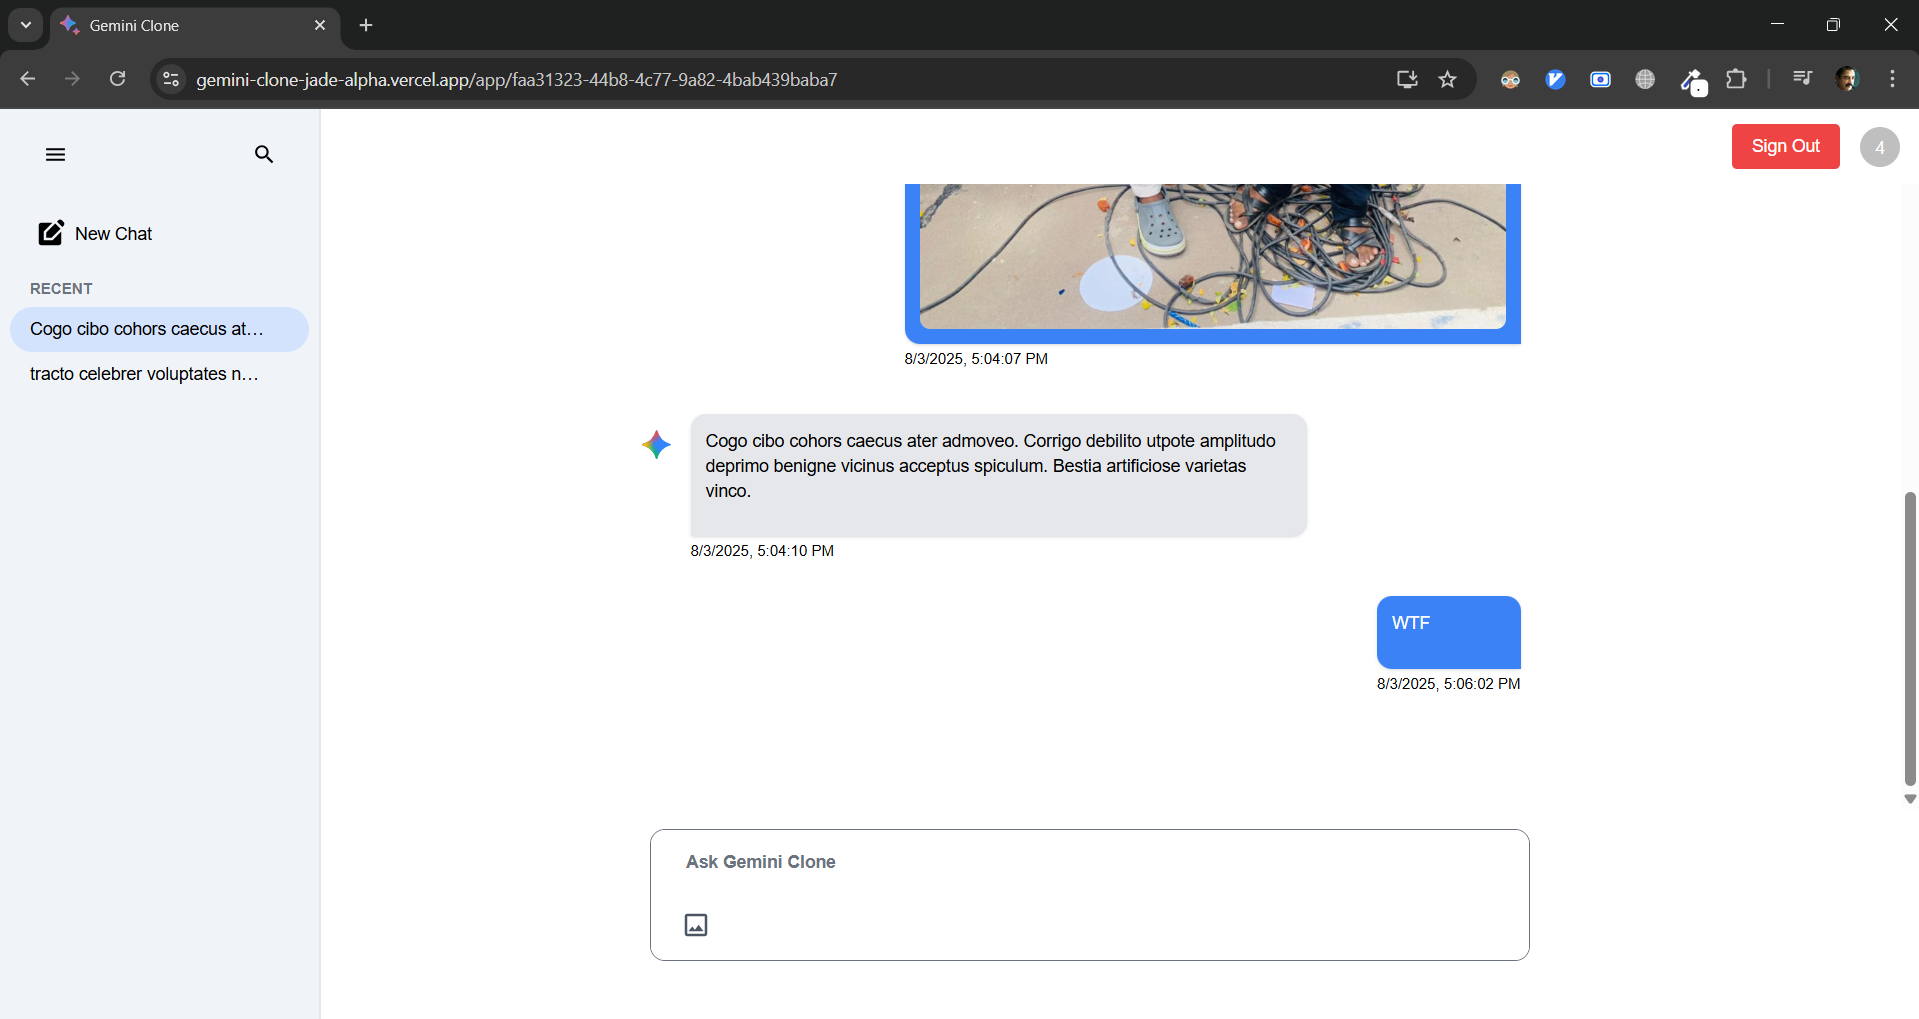 Gemini Clone
gemini-clone-jade-alpha.vercel.app/app/faa31323-44b8-4c77-9a82-4bab439baba7
Sign Out
4
New Chat
RECENT
Cogo cibo cohors caecus at...
tracto celebrer voluptates n...
8/3/2025, 5:04:07 PM
Cogo cibo cohors caecus ater admoveo. Corrigo debilito utpote amplitudo
deprimo benigne vicinus acceptus spiculum. Bestia artificiose varietas
vinco.
8/3/2025, 5:04:10 PM
WTF
8/3/2025, 5:06:02 PM
Ask Gemini Clone